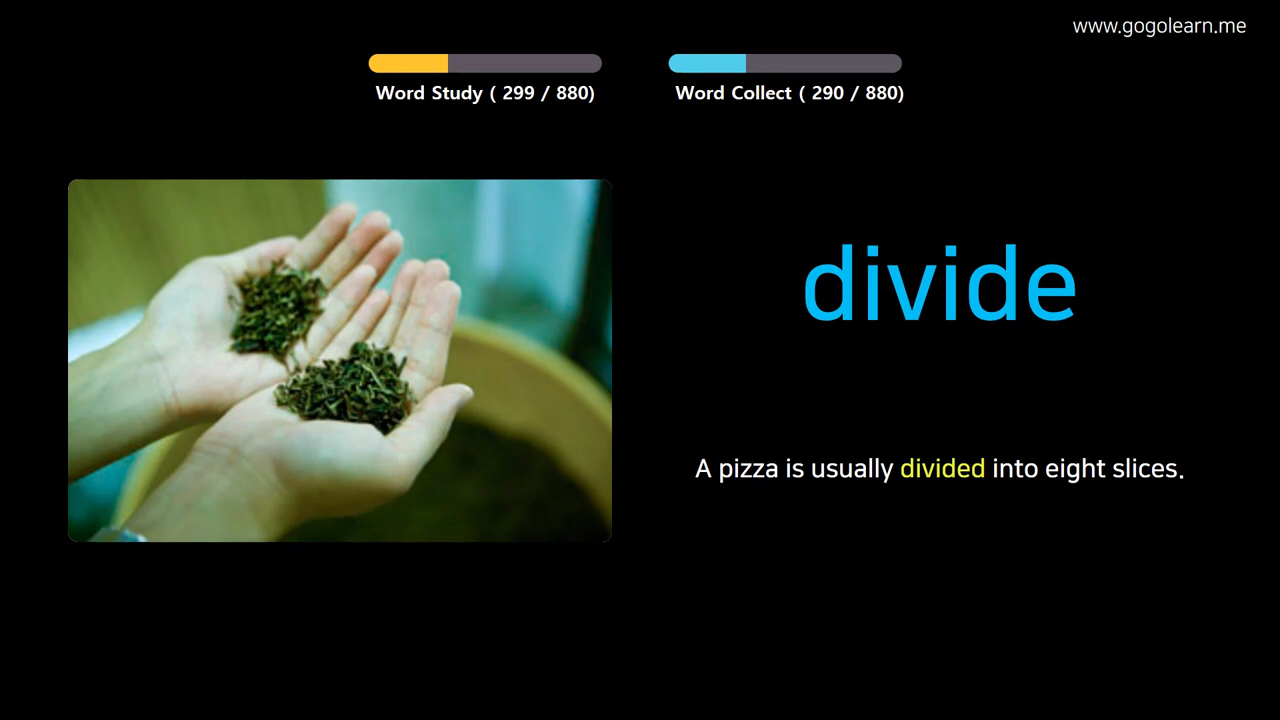 www.gogolearn.me
Word Study ( 299 / 880)
Word Collect ( 290 / 880)
divide
A pizza is usually divided into eight slices.